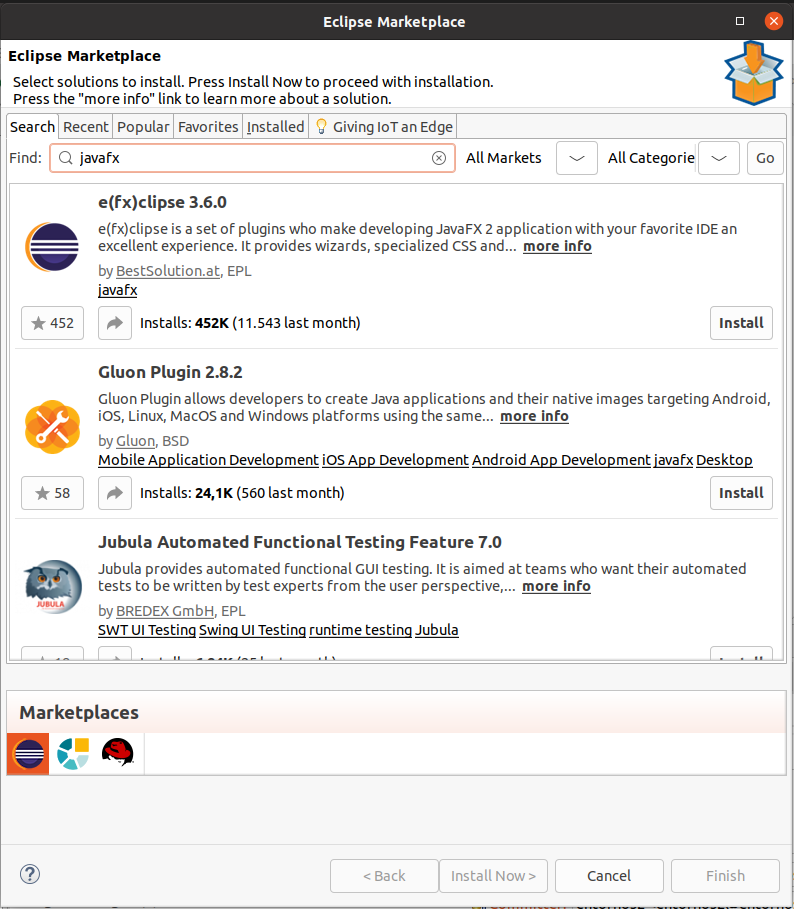 Eclipse Marketplace
Eclipse Marketplace
Select solutions to install. Press Install Now to proceed with installation.
Press the "more info" link to learn more about a solution.
Search Recent Popular Favorites Installed Giving IoT an Edge
Find: javafx All Markets All Categorie Go
e(fx)clipse 3.6.0
e(fx)clipse is a set of plugins who make developing JavaFX 2 application with your favorite IDE an
excellent experience. It provides wizards, specialized CSS and... more info
by BestSolution.at, EPL
javafx
452 Installs: 452K (11.543 last month) Install
Gluon Plugin 2.8.2
Gluon Plugin allows developers to create Java applications and their native images targeting Android,
iOS, Linux, MacOS and Windows platforms using the same... more info
by Gluon, BSD
Mobile Application Development iOS App Development Android App Development javafx Desktop
58 Installs: 24,1K (560 last month) Install
Jubula Automated Functional Testing Feature 7.0
Jubula provides automated functional GUI testing. It is aimed at teams who want their automated
tests to be written by test experts from the user perspective,... more info
JUBULA
by BREDEX GmbH, EPL
SWT UI Testing Swing UI Testing runtime testing Jubula
Marketplaces
? < Back Install Now > Cancel Finish